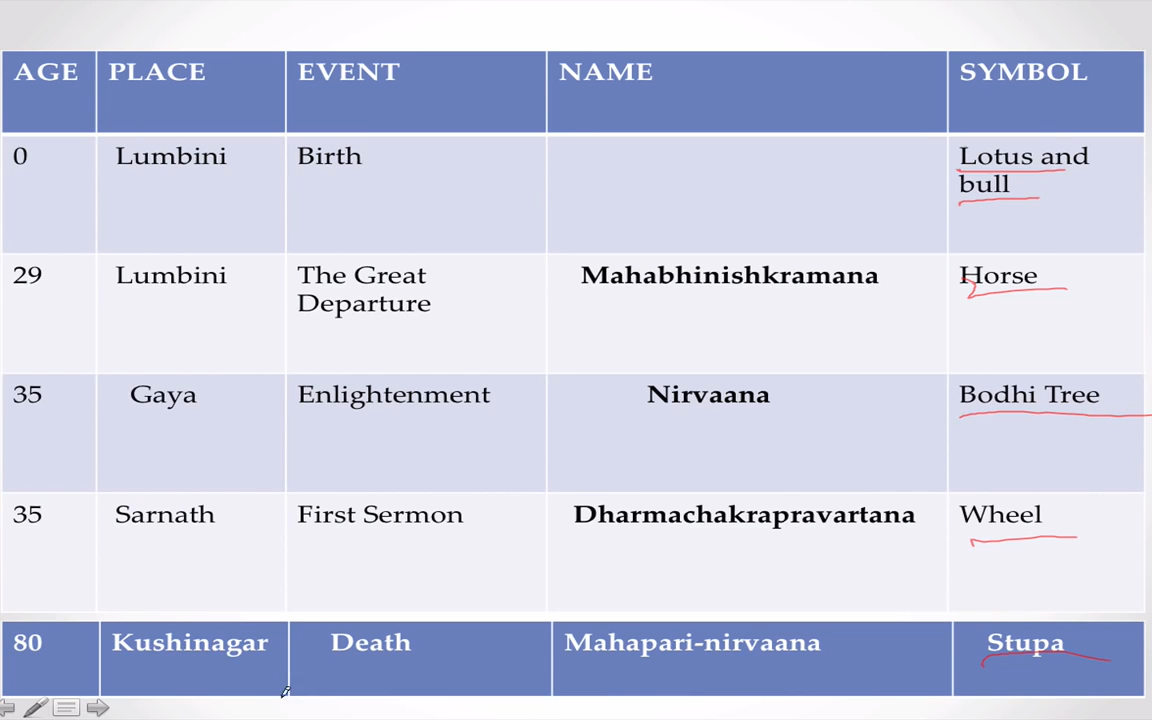 AGE PLACE EVENT NAME SYMBOL
0 Lumbini Birth Lotus and
bull
29 Lumbini The Great Mahabhinishkramana Horse
Departure
35 Gaya Enlightenment Nirvaana Bodhi Tree
35 Sarnath First Sermon Dharmachakrapravartana Wheel
80 Kushinagar Death Mahapari-nirvaana Stupa